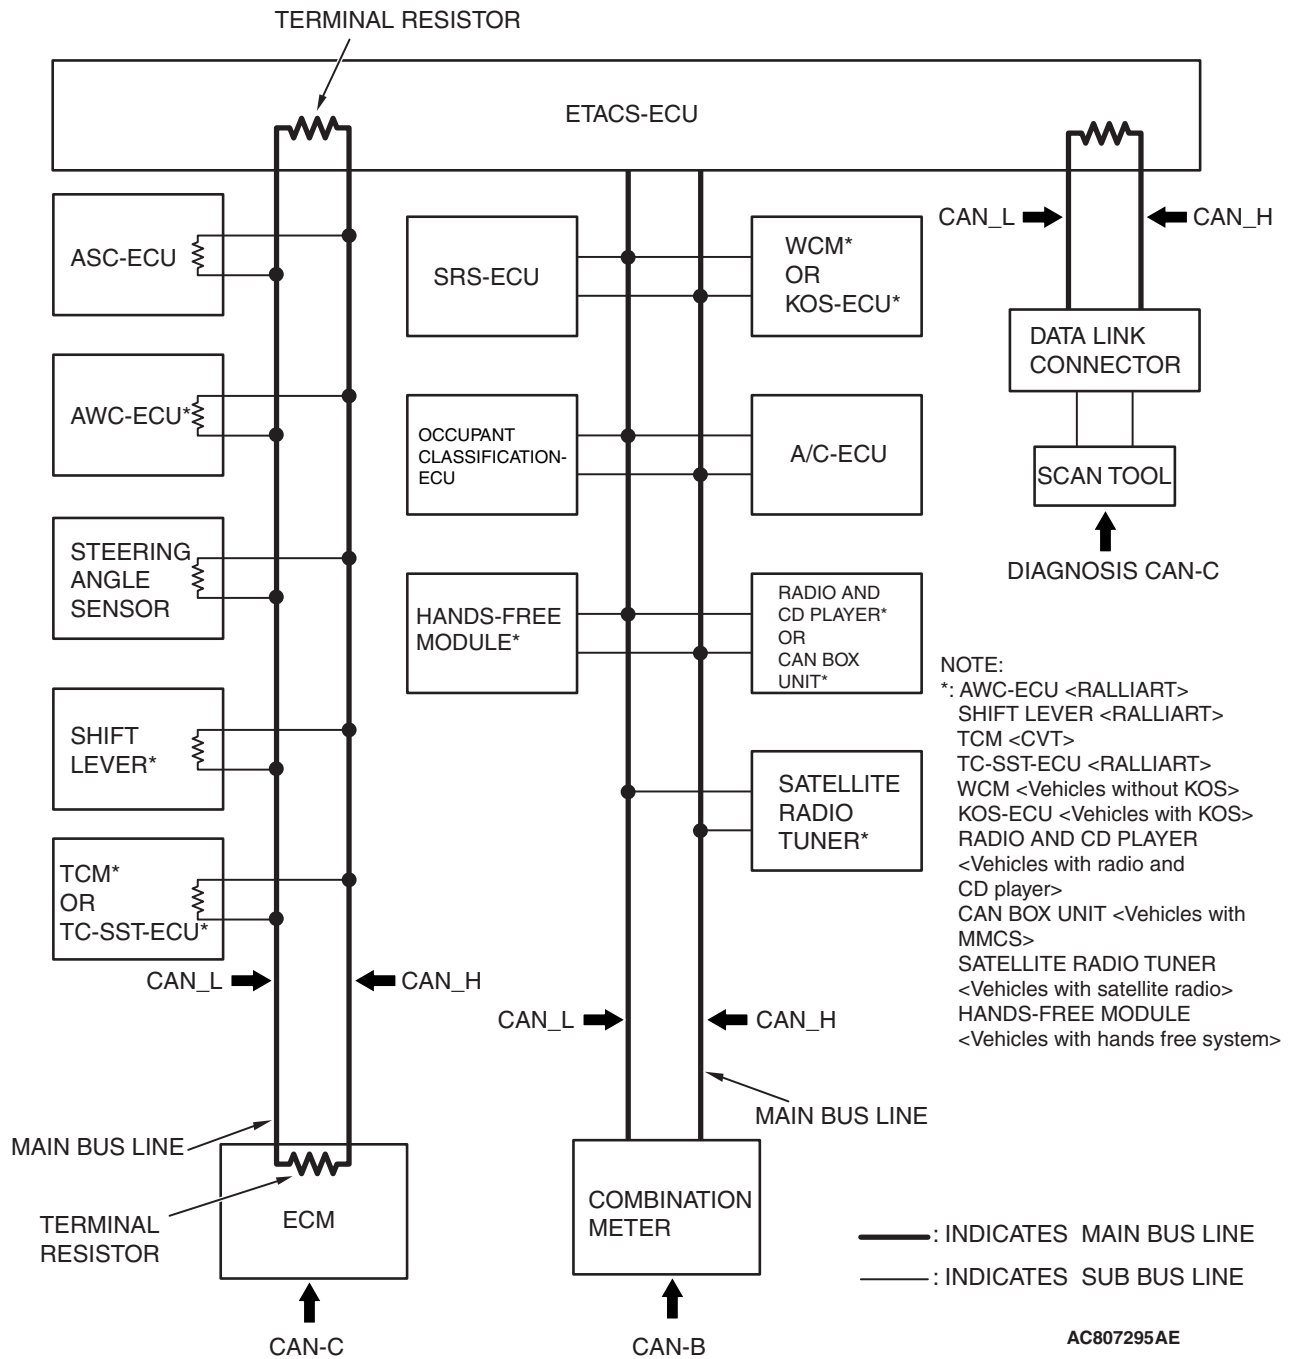 TERMINAL RESISTOR
ETACS-ECU
ASC-ECU
AWC-ECU*
STEERING
ANGLE
SENSOR
SHIFT
LEVER*
TCM*
OR
TC-SST-ECU*
CAN_L
CAN_H
MAIN BUS LINE
TERMINAL
RESISTOR
ECM
CAN-C
SRS-ECU
WCM*
OR
KOS-ECU*
OCCUPANT
CLASSIFICATION-
ECU
A/C-ECU
HANDS-FREE
MODULE*
RADIO AND
CD PLAYER*
OR
CAN BOX
UNIT*
SATELLITE
RADIO
TUNER*
CAN_L
CAN_H
MAIN BUS LINE
COMBINATION
METER
CAN-B
CAN_L
CAN_H
DATA LINK
CONNECTOR
SCAN TOOL
DIAGNOSIS CAN-C
NOTE:
*: AWC-ECU <RALLIART>
SHIFT LEVER <RALLIART>
TCM <CVT>
TC-SST-ECU <RALLIART>
WCM <Vehicles without KOS>
KOS-ECU <Vehicles with KOS>
RADIO AND CD PLAYER
<Vehicles with radio and
CD player>
CAN BOX UNIT <Vehicles with
MMCS>
SATELLITE RADIO TUNER
<Vehicles with satellite radio>
HANDS-FREE MODULE
<Vehicles with hands free system>
: INDICATES MAIN BUS LINE
: INDICATES SUB BUS LINE
AC807295AE